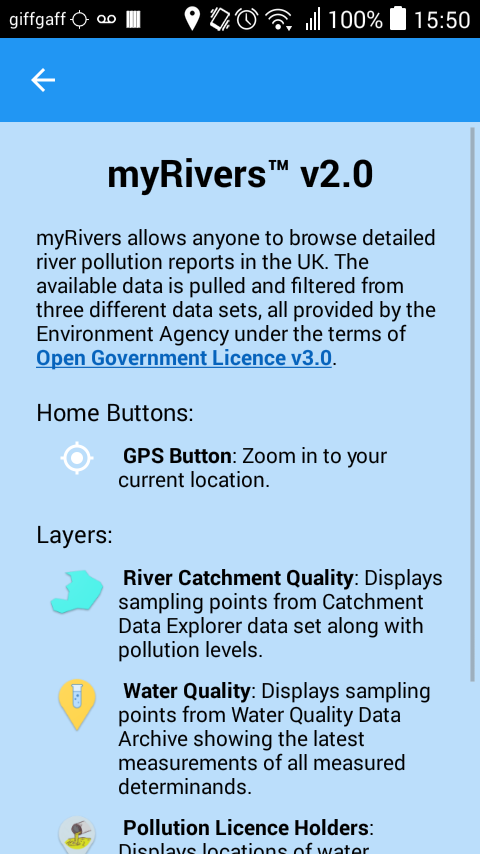 giffgaff 100% 15:50
myRivers™ v2.0
myRivers allows anyone to browse detailed
river pollution reports in the UK. The
available data is pulled and filtered from
three different data sets, all provided by the
Environment Agency under the terms of
Open Government Licence v3.0.
Home Buttons:
GPS Button: Zoom in to your
current location.
Layers:
River Catchment Quality: Displays
sampling points from Catchment
Data Explorer data set along with
pollution levels.
Water Quality: Displays sampling
points from Water Quality Data
Archive showing the latest
measurements of all measured
determinands.
Pollution Licence Holders:
Displays locations of water